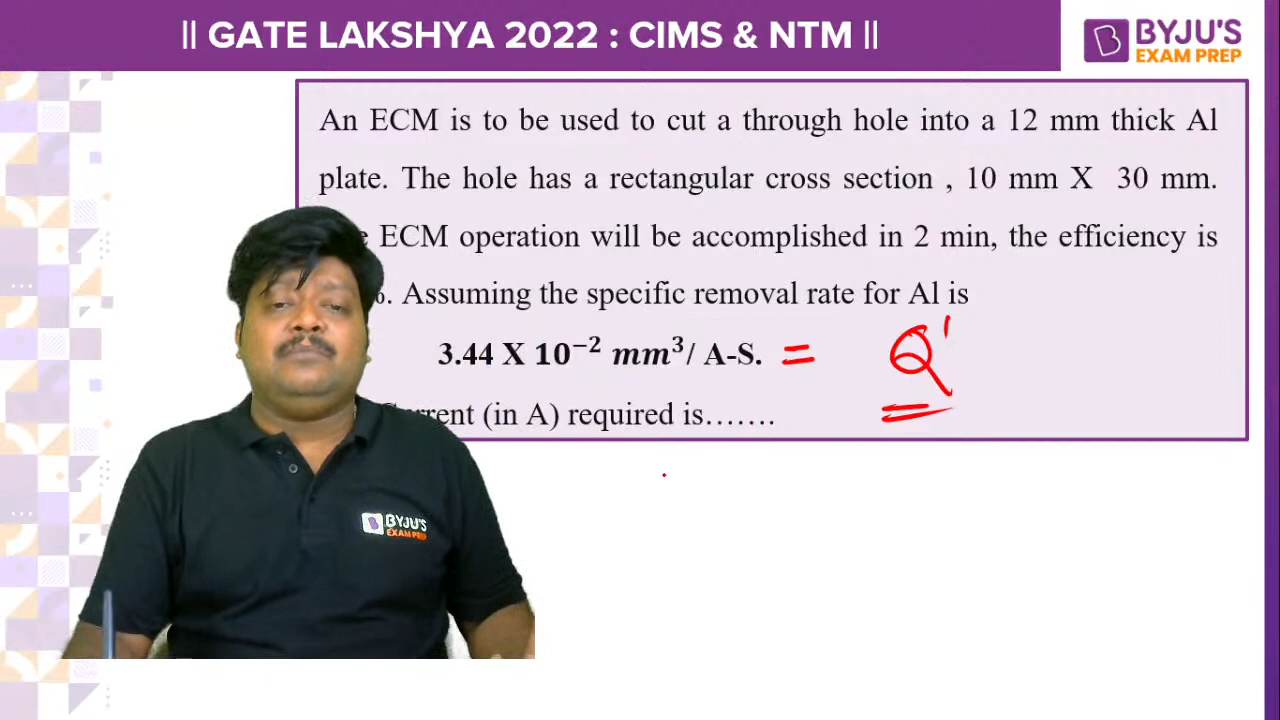 || GATE LAKSHYA 2022 : CIMS & NTM ||
BYJU'S
EXAM PREP
An ECM is to be used to cut a through hole into a 12 mm thick Al
plate. The hole has a rectangular cross section , 10 mm X 30 mm.
ECM operation will be accomplished in 2 min, the efficiency is
Assuming the specific removal rate for Al is
3.44 X 10⁻² mm³/ A-S. = Q'
(in A) required is…….
BYJU'S
EXAM PREP